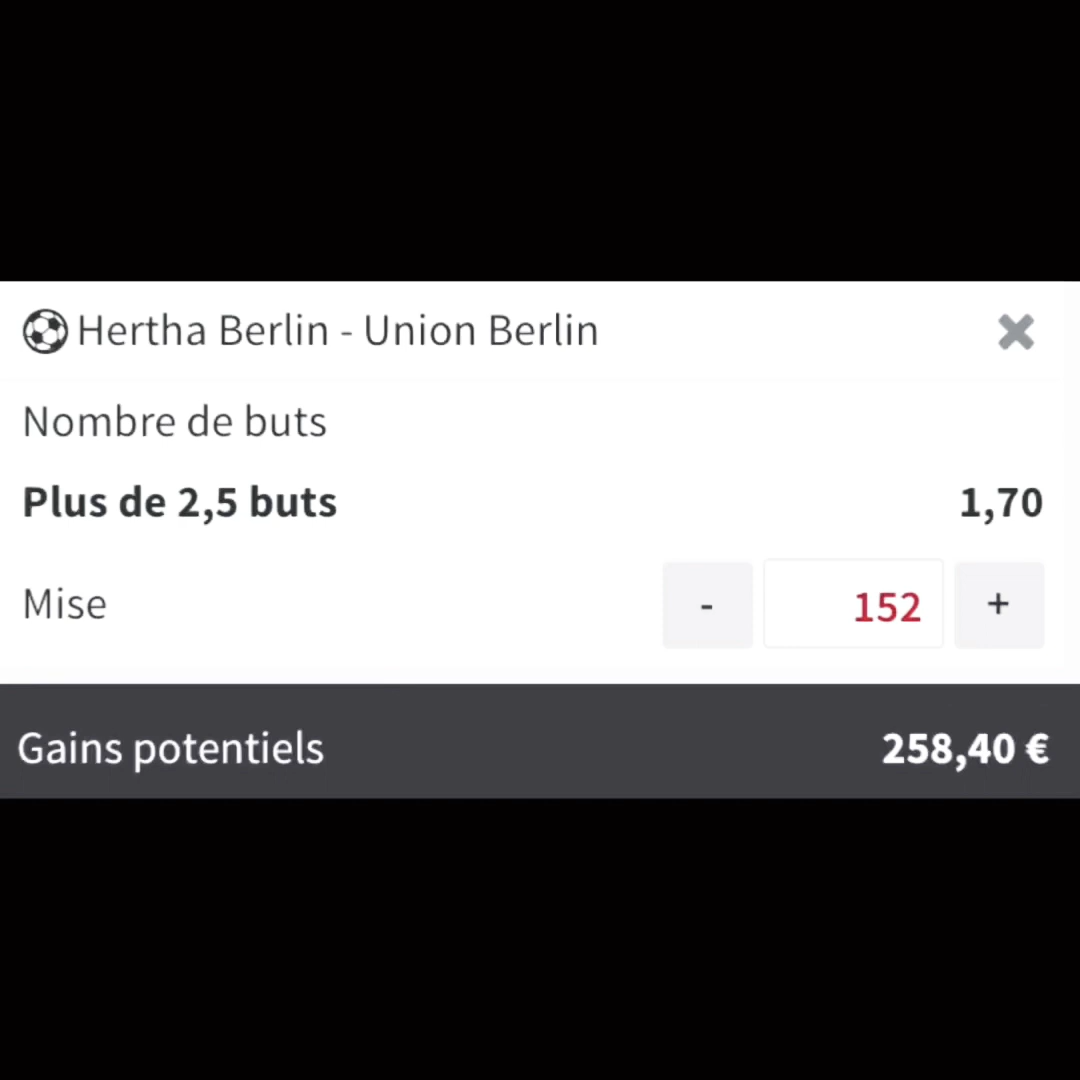 Hertha Berlin - Union Berlin
Nombre de buts
Plus de 2,5 buts 1,70
Mise - 152 +
Gains potentiels 258,40 €